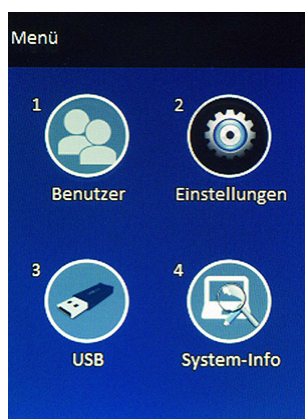 Menü
1
2
Benutzer
Einstellungen
3
4
USB
System-Info